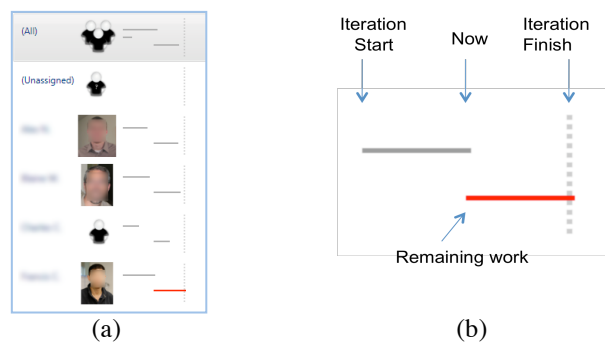 (All)
(Unassigned)
Iteration
Start
Now
Iteration
Finish
Remaining work
(a)
(b)